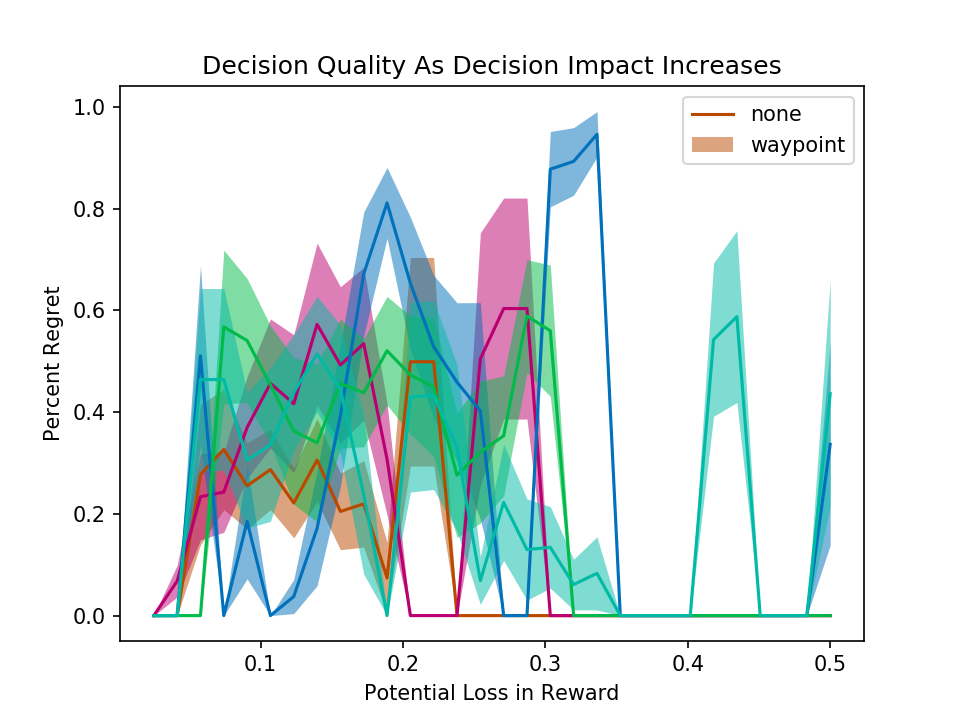 Decision Quality As Decision Impact Increases
none
waypoint
Percent Regret
1.0
0.8
0.6
0.4
0.2
0.0
0.1
0.2
0.3
0.4
0.5
Potential Loss in Reward